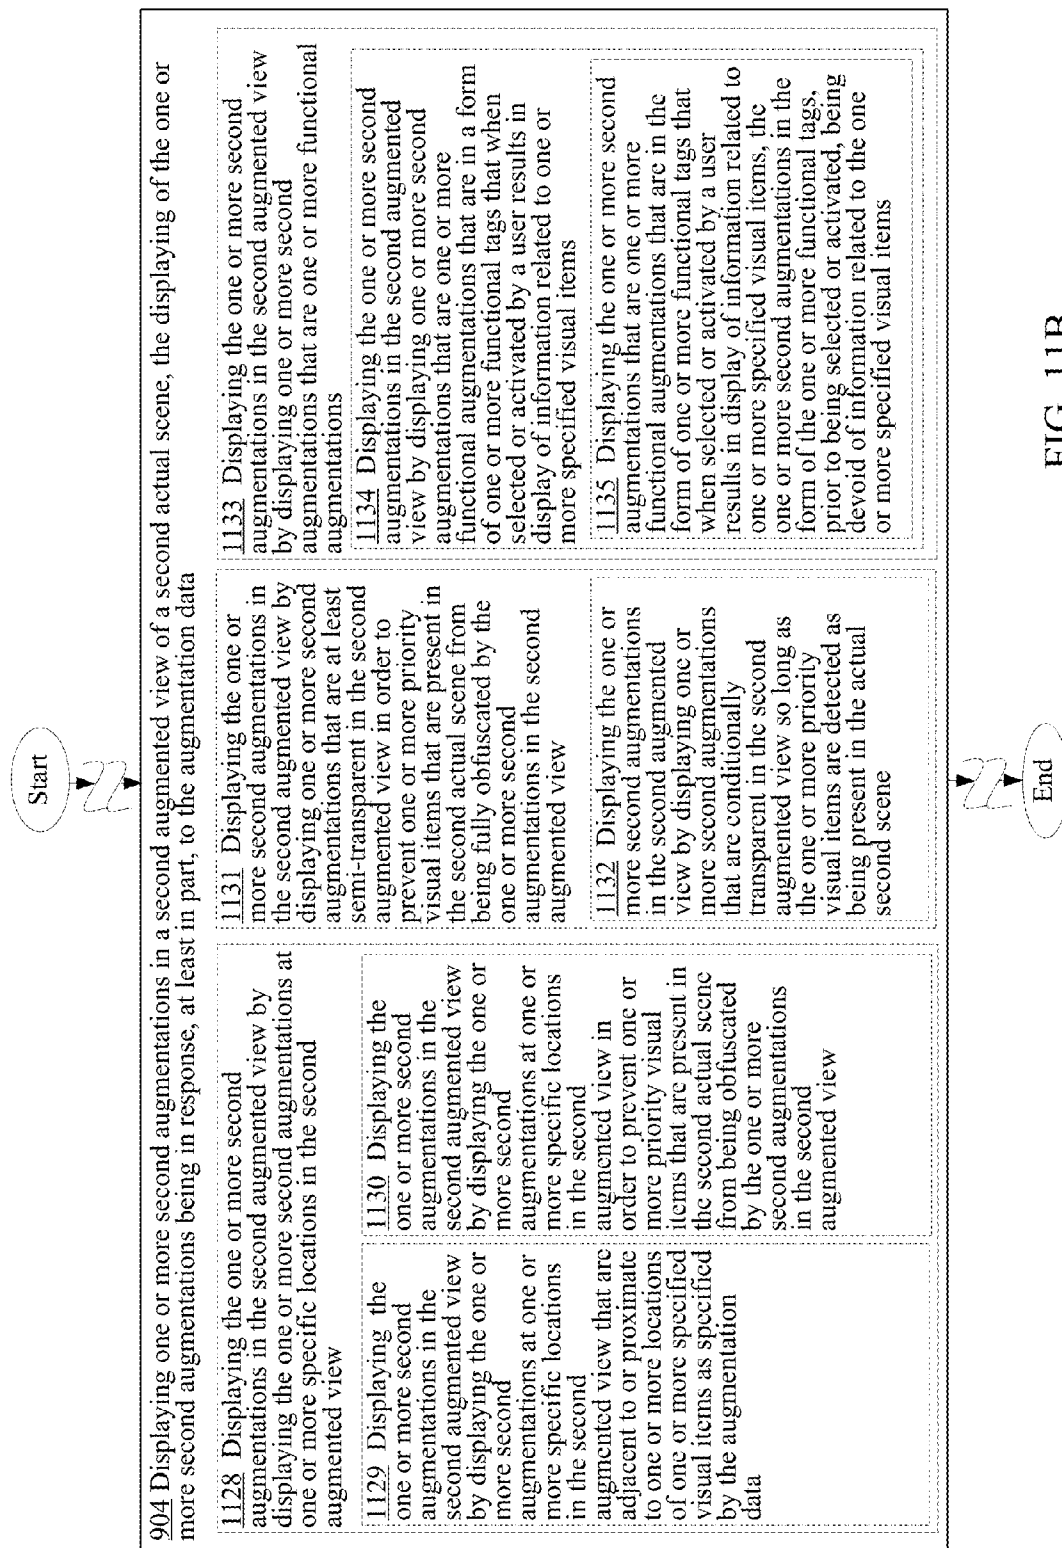 Start
904 Displaying one or more second augmentations in a second augmented view of a second actual scene, the displaying of the one or
more second augmentations being in response, at least in part, to the augmentation data
1128 Displaying the one or more second
augmentations in the second augmented view by
displaying the one or more second augmentations at
one or more specific locations in the second
augmented view
1129 Displaying the
one or more second
augmentations in the
second augmented view
by displaying the one or
more second
augmentations at one or
more specific locations
in the second
augmented view that are
adjacent to or proximate
to one or more locations
of one or more specified
visual items as specified
by the augmentation
data
1130 Displaying the
one or more second
augmentations in the
second augmented view
by displaying the one or
more second
augmentations at one or
more specific locations
in the second
augmented view in
order to prevent one or
more priority visual
items that are present in
the second actual scene
from being obfuscated
by the one or more
second augmentations
in the second
augmented view
1131 Displaying the one or
more second augmentations in
the second augmented view by
displaying one or more second
augmentations that are at least
semi-transparent in the second
augmented view in order to
prevent one or more priority
visual items that are present in
the second actual scene from
being fully obfuscated by the
one or more second
augmentations in the second
augmented view
1132 Displaying the one or
more second augmentations
in the second augmented
view by displaying one or
more second augmentations
that are conditionally
transparent in the second
augmented view so long as
the one or more priority
visual items are detected as
being present in the actual
second scene
1133 Displaying the one or more second
augmentations in the second augmented view
by displaying one or more second
augmentations that are one or more functional
augmentations
1134 Displaying the one or more second
augmentations in the second augmented
view by displaying one or more second
augmentations that are one or more
functional augmentations that are in a form
of one or more functional tags that when
selected or activated by a user results in
display of information related to one or
more specified visual items
1135 Displaying the one or more second
augmentations that are one or more
functional augmentations that are in the
form of one or more functional tags that
when selected or activated by a user
results in display of information related to
one or more specified visual items, the
one or more second augmentations in the
form of the one or more functional tags,
prior to being selected or activated, being
devoid of information related to the one
or more specified visual items
End
FIG. 11B